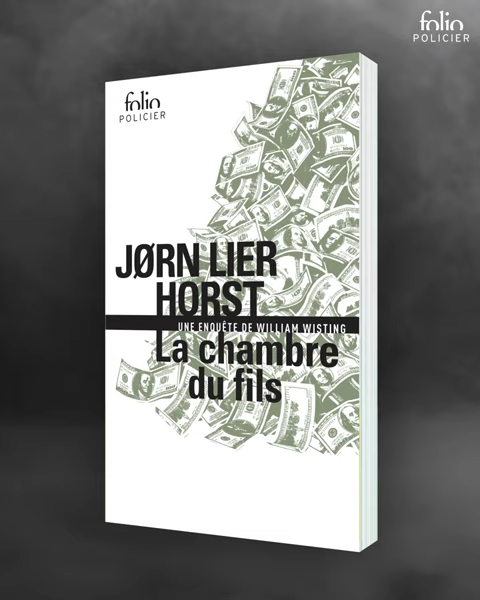 folio
POLICIER
folio
POLICIER
JØRN LIER
HORST
UNE ENQUÊTE DE WILLIAM WISTING
La chambre
du fils